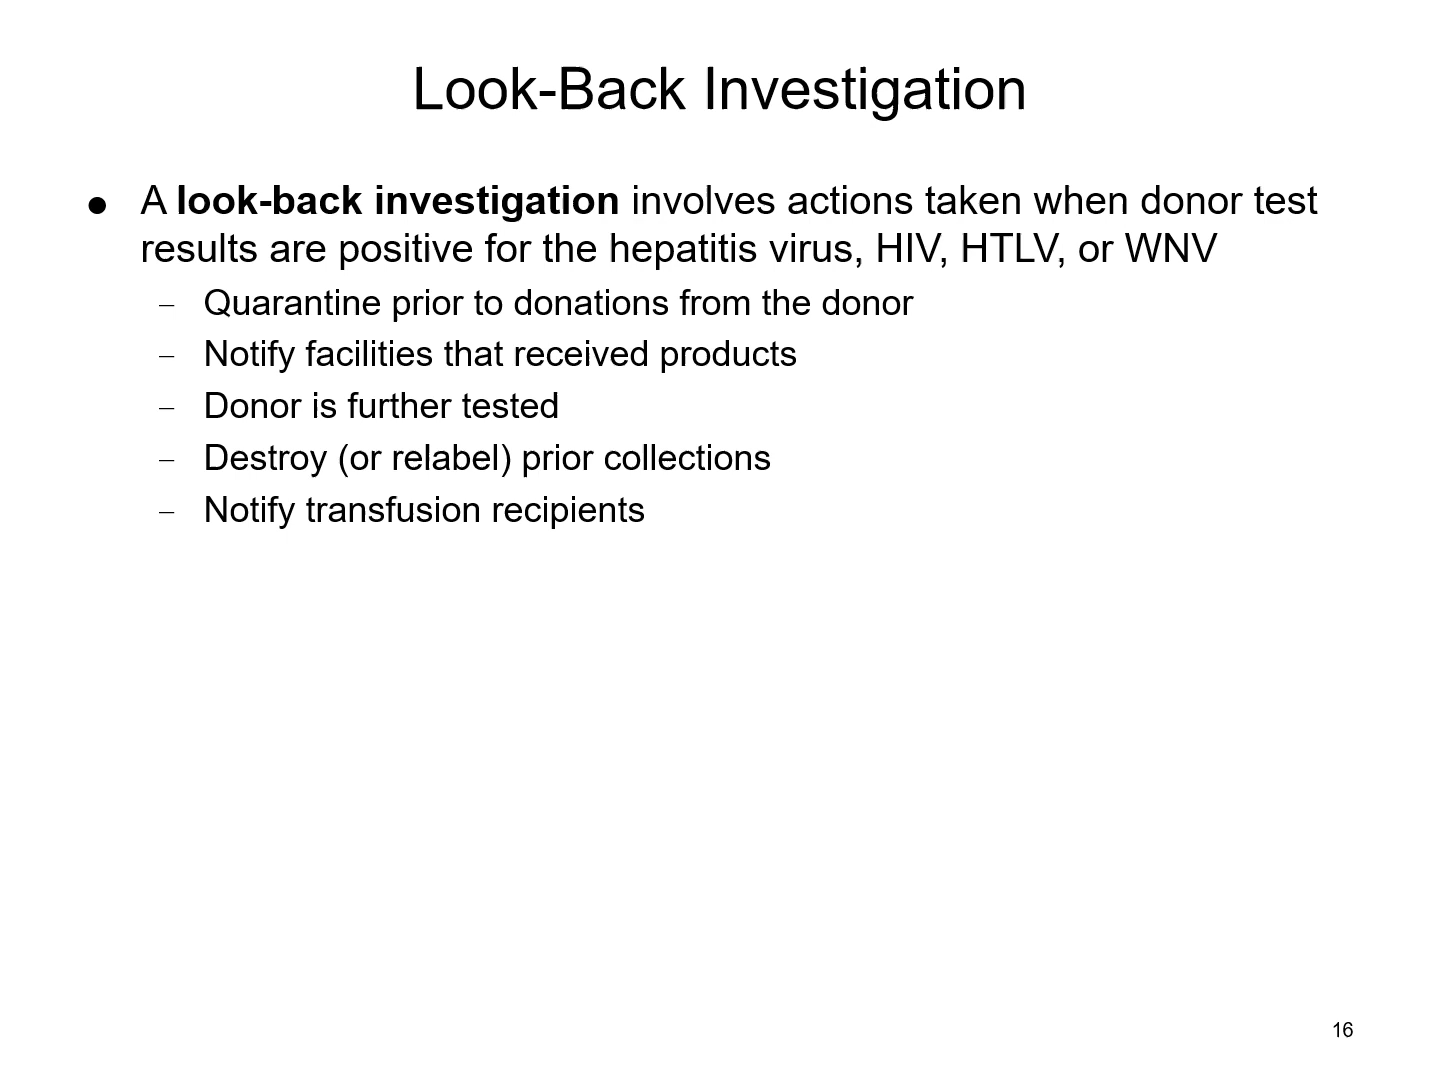 Look-Back Investigation
● A look-back investigation involves actions taken when donor test
results are positive for the hepatitis virus, HIV, HTLV, or WNV
– Quarantine prior to donations from the donor
– Notify facilities that received products
– Donor is further tested
– Destroy (or relabel) prior collections
– Notify transfusion recipients
16